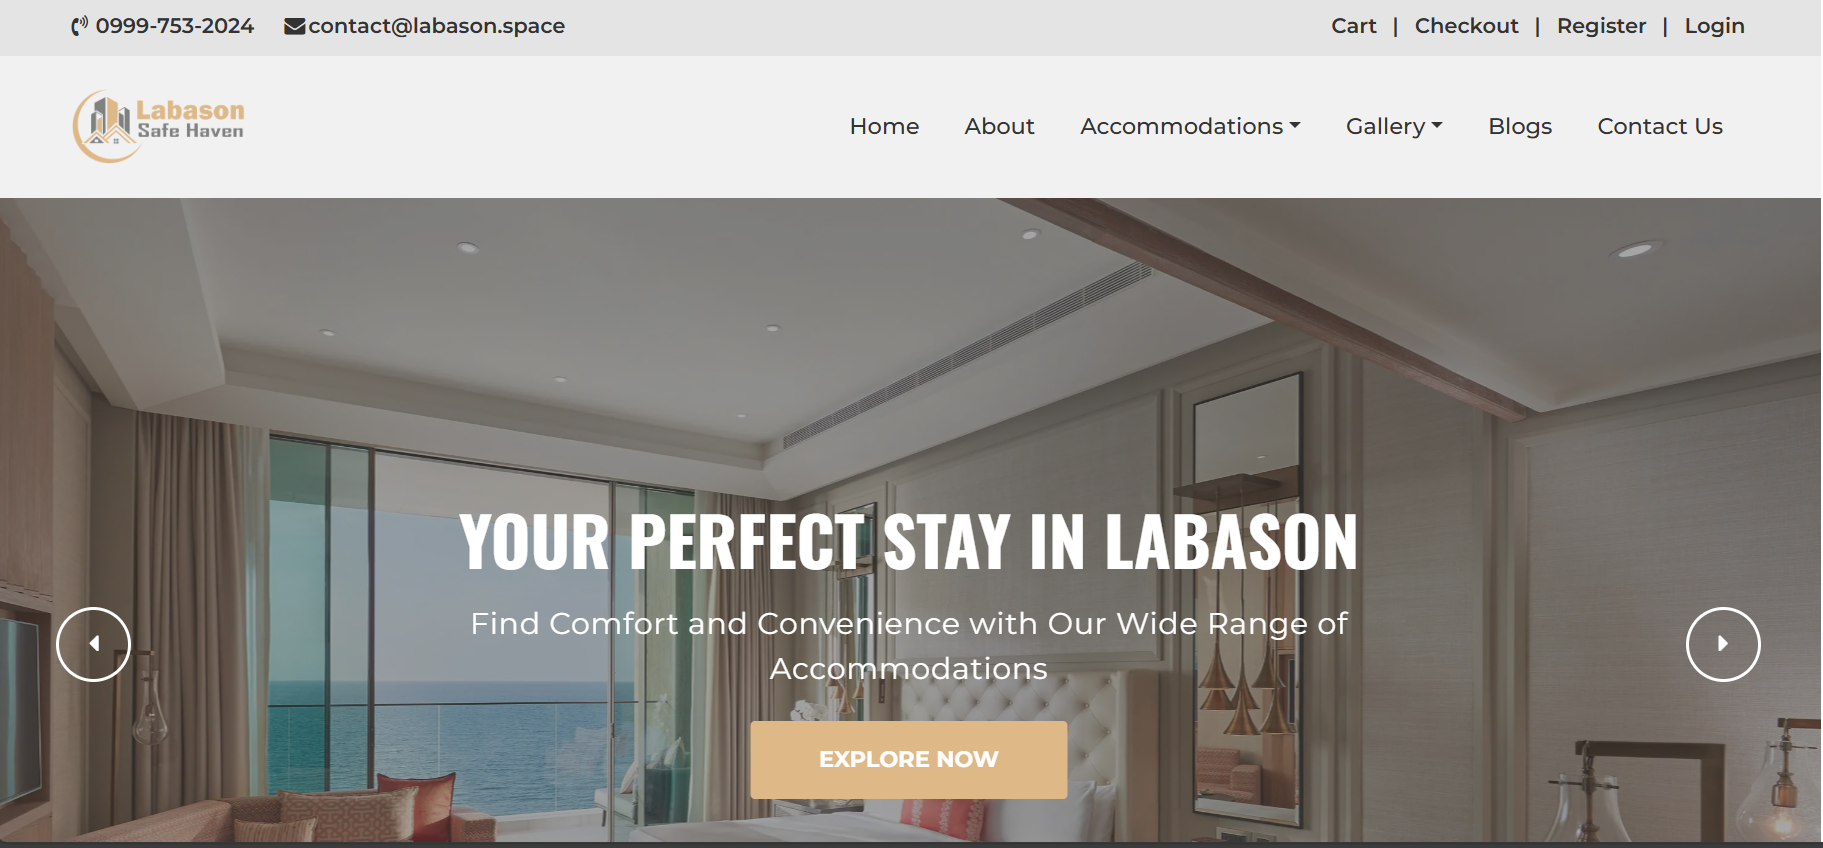 0999-753-2024 contact@labason.space Cart | Checkout | Register | Login
Labason
Safe Haven
Home About Accommodations Gallery Blogs Contact Us
YOUR PERFECT STAY IN LABASON
Find Comfort and Convenience with Our Wide Range of
Accommodations
EXPLORE NOW